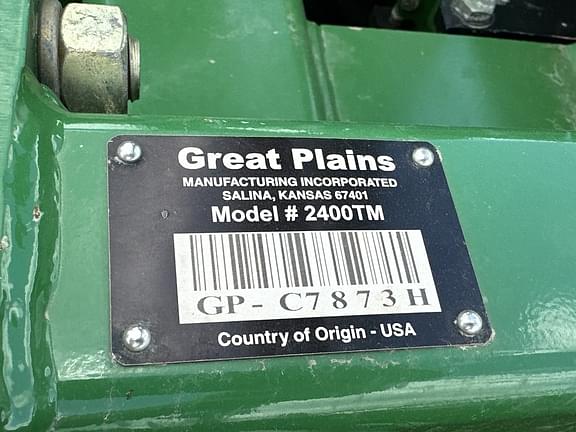 Great Plains
MANUFACTURING INCORPORATED
SALINA, KANSAS 67401
Model # 2400TM
GP- C7873H
Country of Origin - USA